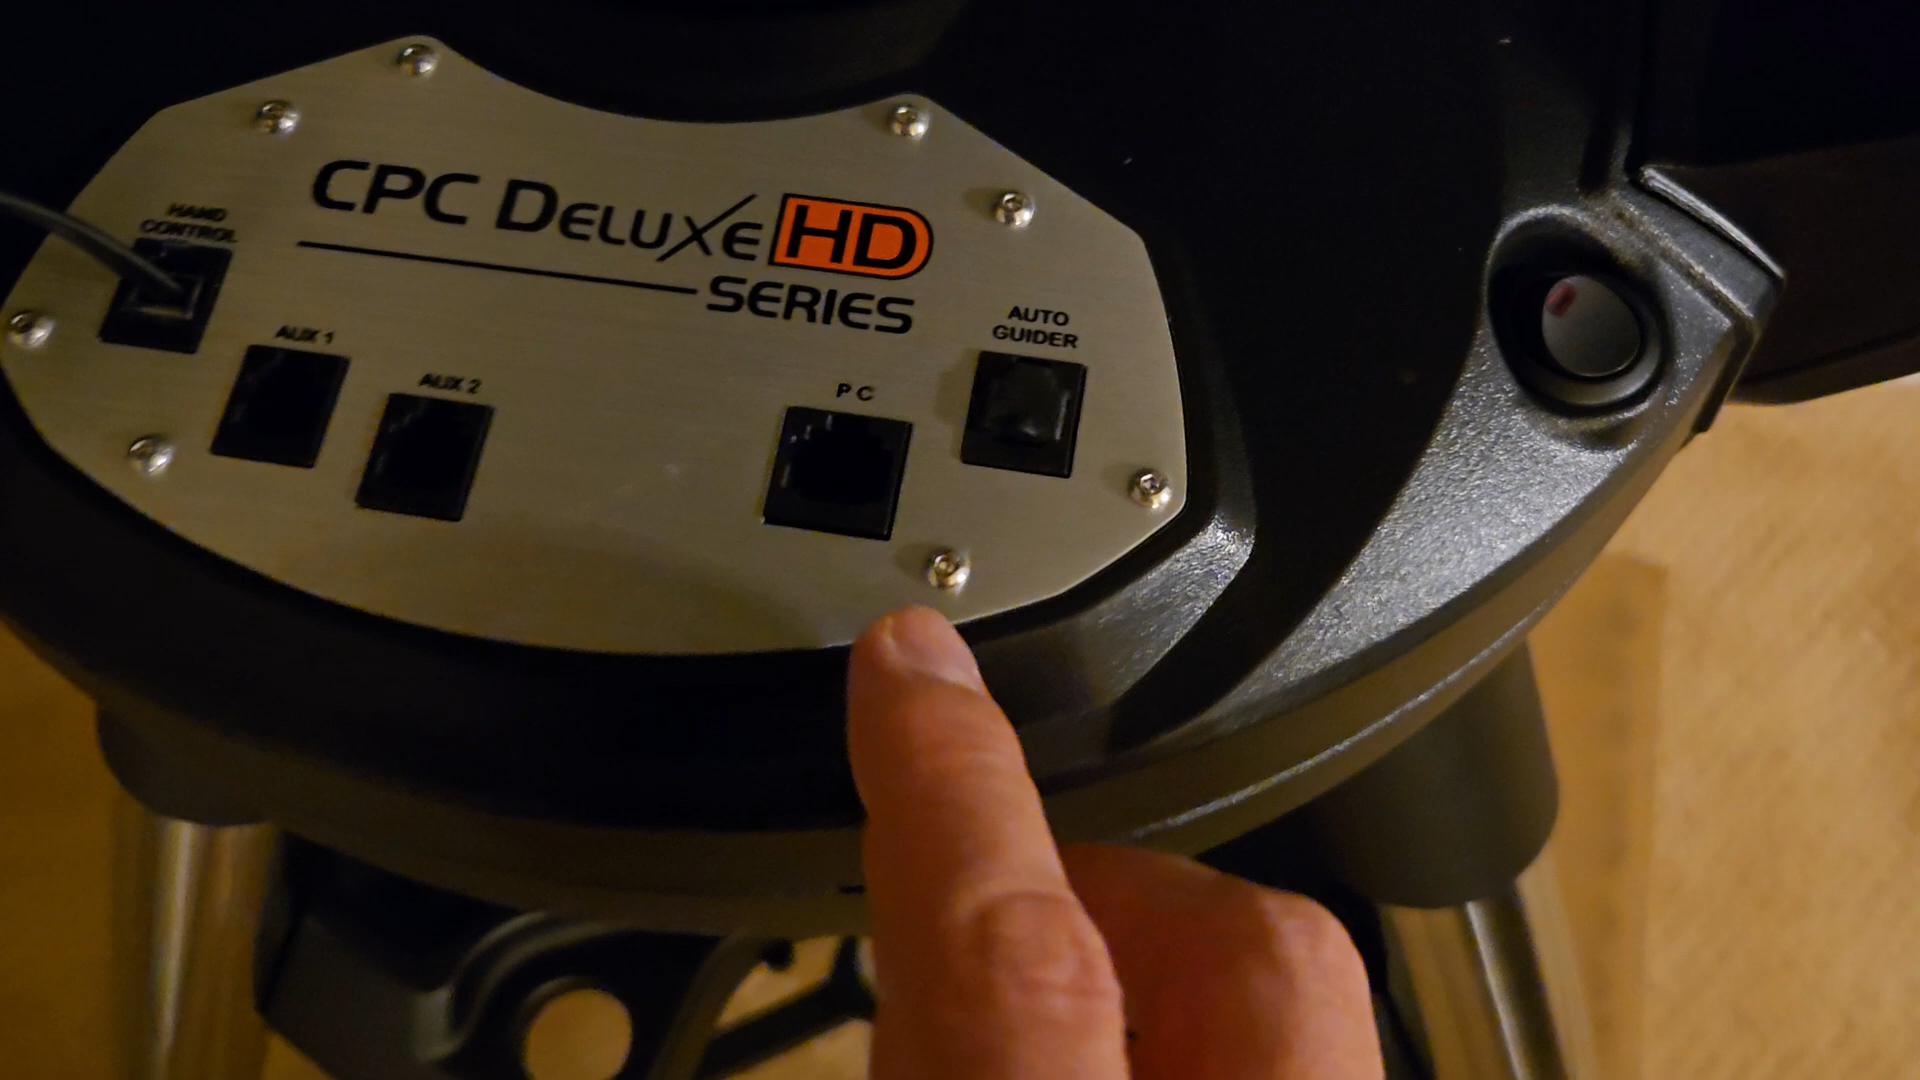 CPC DELUXE HD
SERIES
HAND
CONTROL
AUX 1
AUX 2
PC
AUTO
GUIDER